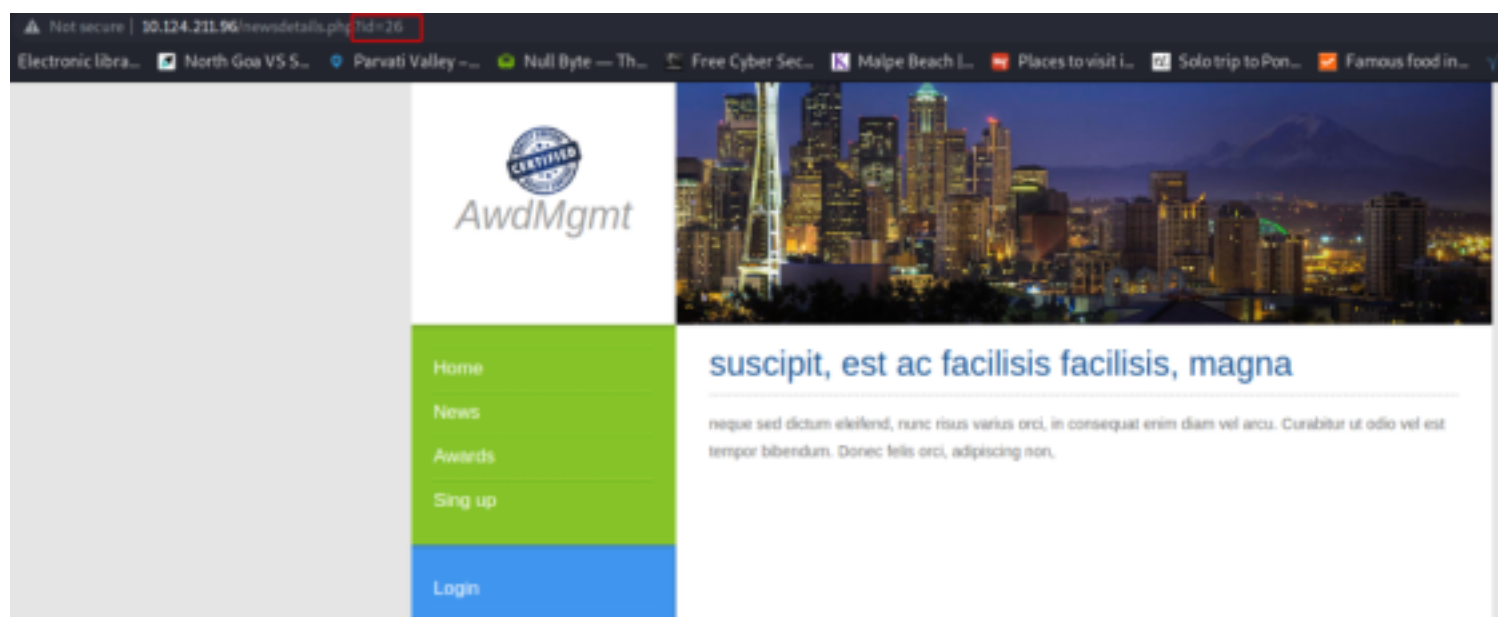 Not secure | 10.124.211.96/newsdetails.php?id=26
Electronic libra... North Goa VS S... Parvati Valley –... Null Byte — Th... Free Cyber Sec... Malpe Beach |... Places to visit i... Solo trip to Pon... Famous food in...
CERTIFIED
AwdMgmt
Home
News
Awards
Sing up
Login
suscipit, est ac facilisis facilisis, magna
neque sed dictum eleifend, nunc risus varius orci, in consequat enim diam vel arcu. Curabitur ut odio vel est
tempor bibendum. Donec felis orci, adipiscing non,